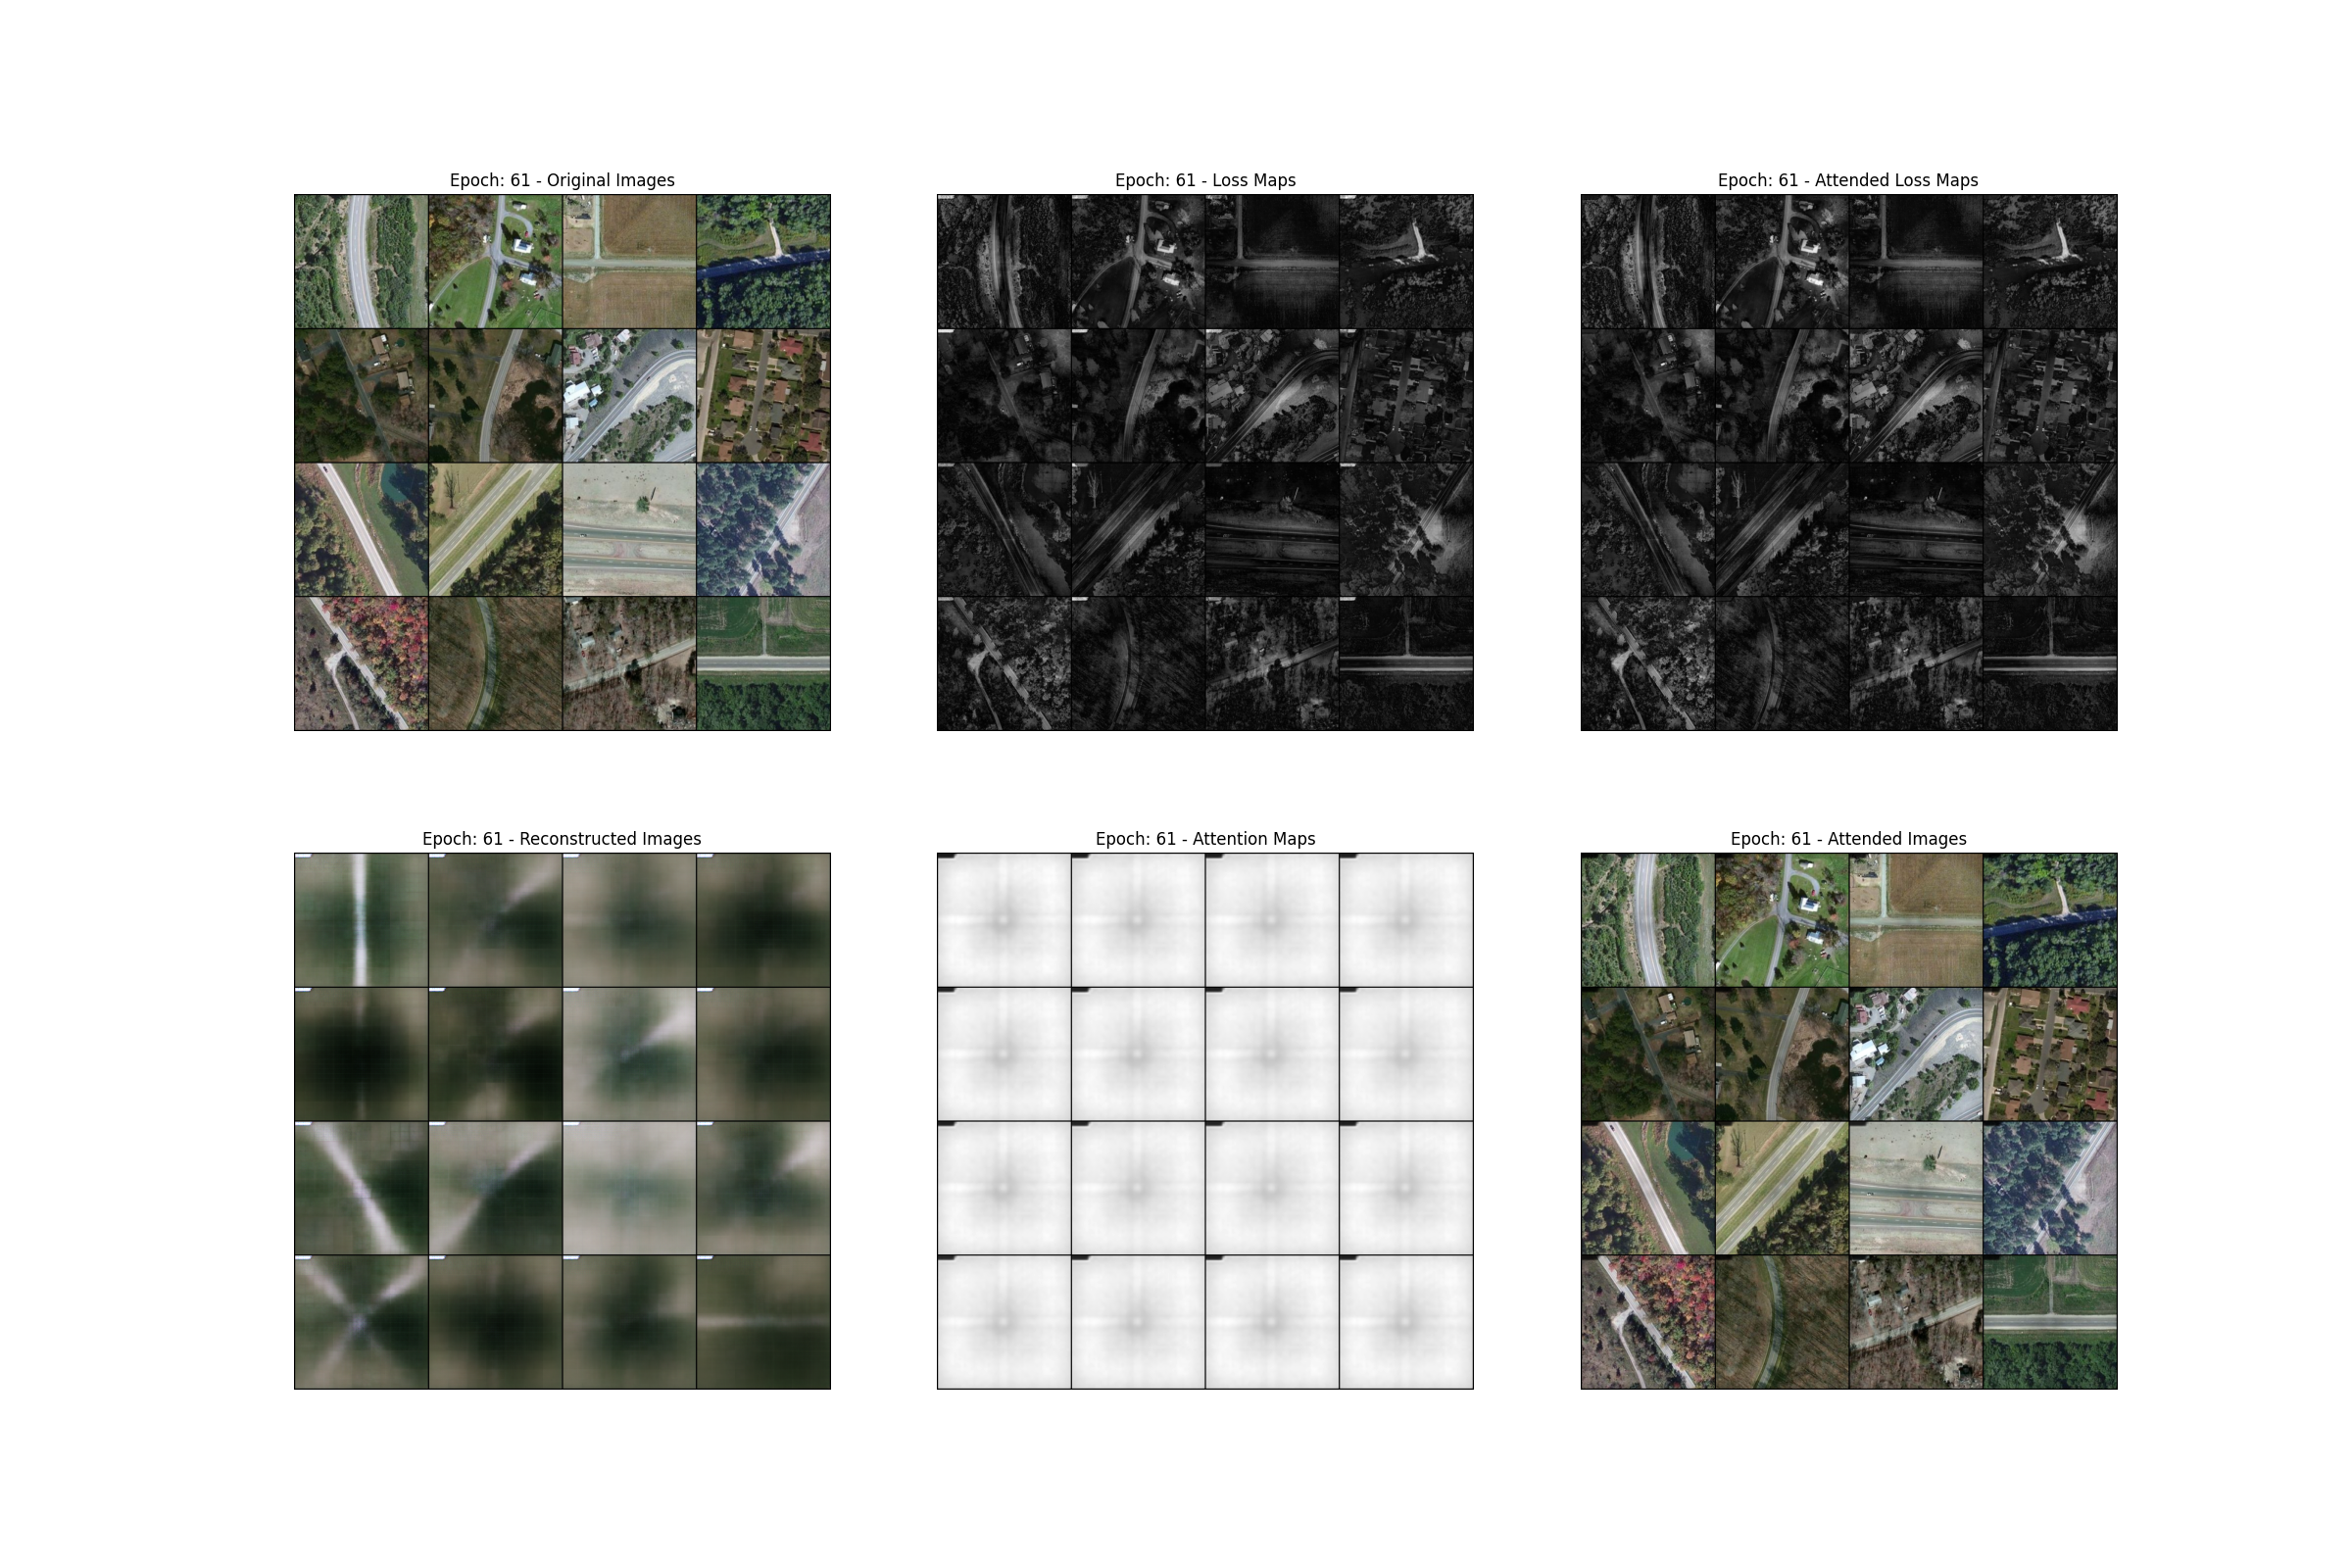 Epoch: 61 - Original Images
Epoch: 61 - Loss Maps
Epoch: 61 - Attended Loss Maps
Epoch: 61 - Reconstructed Images
Epoch: 61 - Attention Maps
Epoch: 61 - Attended Images